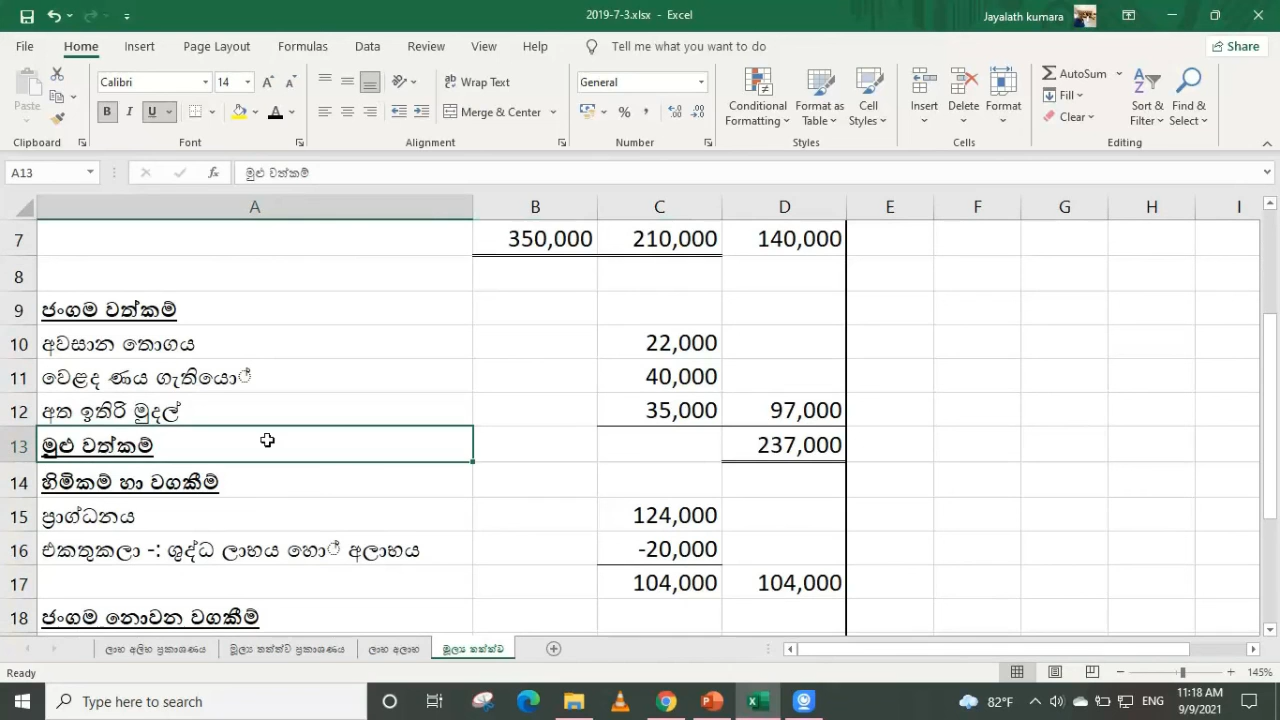 2019-7-3.xlsx - Excel
Jayalath kumara
File Home Insert Page Layout Formulas Data Review View Help Tell me what you want to do Share
Paste
Calibri 14
B I U
Wrap Text
Merge & Center
General
Conditional Formatting
Format as Table
Cell Styles
Insert Delete Format
AutoSum
Fill
Clear
Sort & Filter
Find & Select
Clipboard Font Alignment Number Styles Cells Editing
A13 fx මුළු වත්කම්
A B C D E F G H I
7 350,000 210,000 140,000
8
9 ජංගම වත්කම්
10 අවසාන තොගය 22,000
11 වෙළද ණය ගැතියෝ 40,000
12 අත ඉතිරි මුදල් 35,000 97,000
13 මුළු වත්කම් 237,000
14 හිමිකම් හා වගකීම්
15 ප්‍රාග්ධනය 124,000
16 එකතුකලා -: ශුද්ධ ලාභය හෝ අලාභය -20,000
17 104,000 104,000
18 ජංගම නොවන වගකීම්
ලාභ අලාභ මූල්‍ය තත්ත්ව
Ready 145%
Type here to search
82°F ENG 11:18 AM
9/9/2021